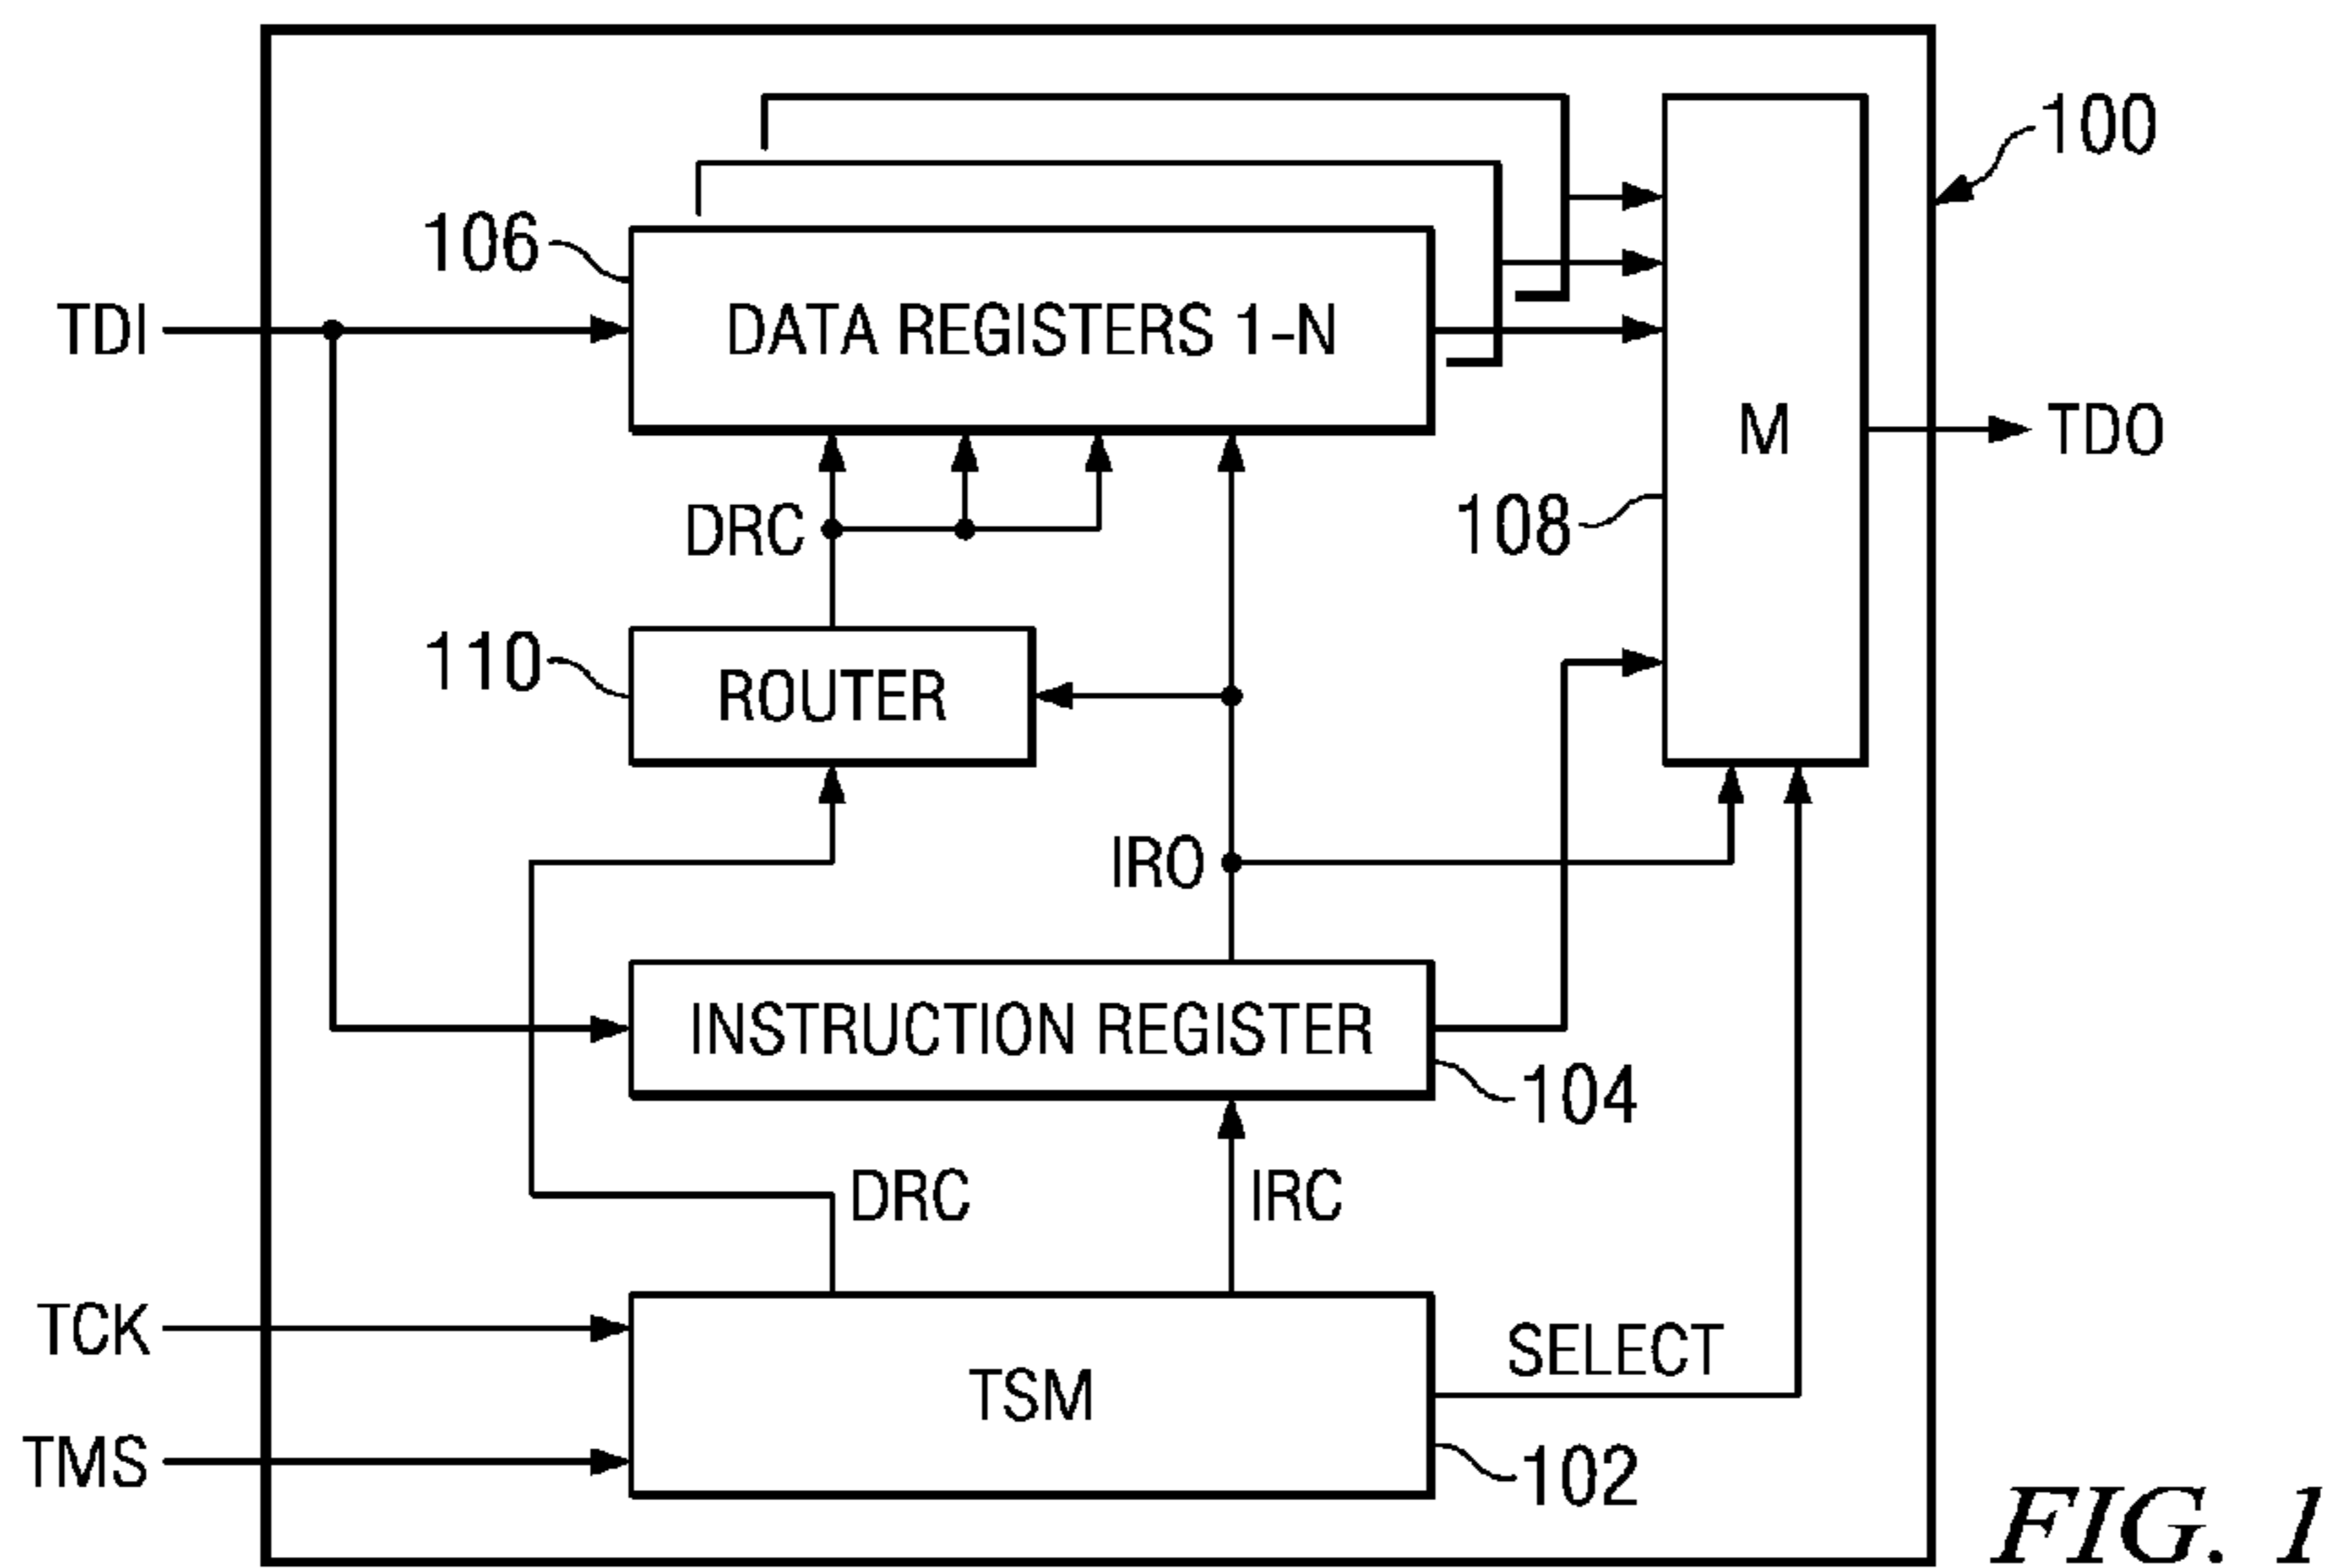 100
106
TDI
DATA REGISTERS 1-N
M
TDO
DRC
108
110
ROUTER
IRO
INSTRUCTION REGISTER
104
DRC
IRC
TCK
SELECT
TSM
TMS
102
FIG. 1